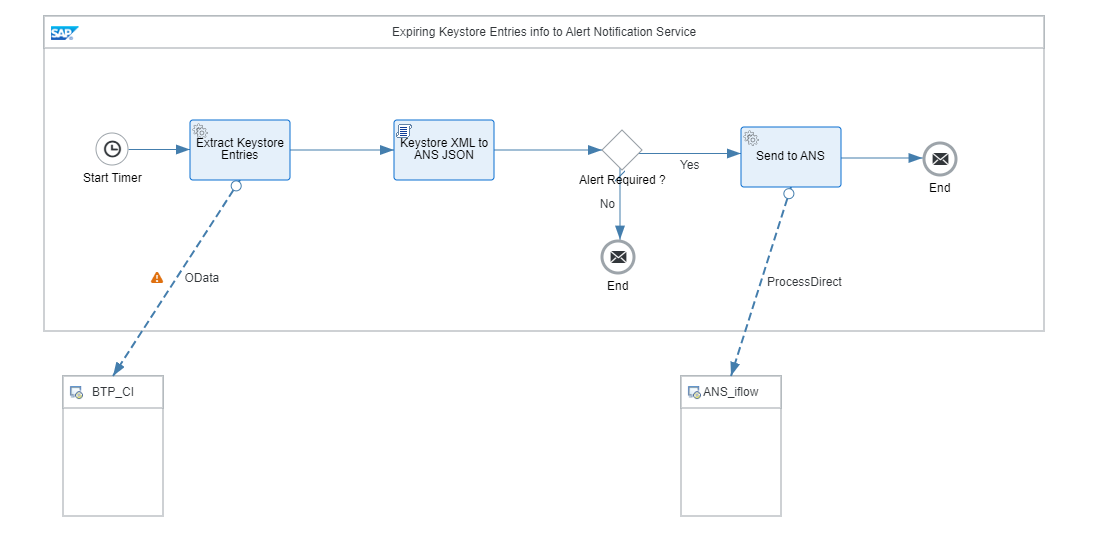 SAP
Expiring Keystore Entries info to Alert Notification Service
Start Timer
Extract Keystore
Entries
Keystore XML to
ANS JSON
Alert Required ?
Yes
No
Send to ANS
End
End
OData
ProcessDirect
BTP_CI
ANS_iflow